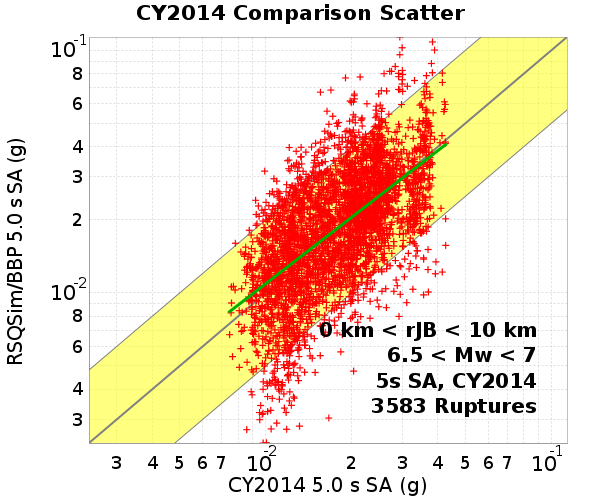 CY2014 Comparison Scatter
RSQSim/BBP 5.0 s SA (g)
10^-1
8
6
4
3
2
10^-2
8
6
4
3
0 km < rJB < 10 km
6.5 < Mw < 7
5s SA, CY2014
3583 Ruptures
3 4 5 6 7 10^-2 2 3 4 5 6 7 10^-1
CY2014 5.0 s SA (g)